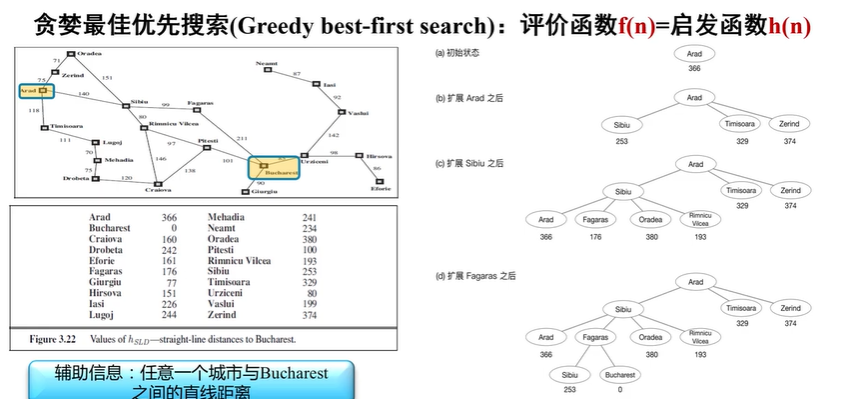 贪婪最佳优先搜索(Greedy best-first search)：评价函数f(n)=启发函数h(n)
Oradea
71
Zerind
75
151
Arad
140
118
Sibiu
99
Fagaras
80
Rimnicu Vilcea
Timisoara
111
Lugoj
70
Mehadia
75
Drobeta
120
146
97
Pitesti
138
Craiova
101
211
Neamt
87
Iasi
92
Vaslui
142
98
Hirsova
Urziceni
86
Bucharest
90
Giurgiu
Eforie
Arad 366 Mehadia 241
Bucharest 0 Neamt 234
Craiova 160 Oradea 380
Drobeta 242 Pitesti 100
Eforie 161 Rimnicu Vilcea 193
Fagaras 176 Sibiu 253
Giurgiu 77 Timisoara 329
Hirsova 151 Urziceni 80
Iasi 226 Vaslui 199
Lugoj 244 Zerind 374
Figure 3.22 Values of hSLD—straight-line distances to Bucharest.
辅助信息：任意一个城市与Bucharest
之间的直线距离
(a) 初始状态
Arad
366
(b) 扩展 Arad 之后
Arad
Sibiu Timisoara Zerind
253 329 374
(c) 扩展 Sibiu 之后
Arad
Sibiu Timisoara Zerind
329 374
Arad Fagaras Oradea Rimnicu Vilcea
366 176 380 193
(d) 扩展 Fagaras 之后
Arad
Sibiu Timisoara Zerind
329 374
Arad Fagaras Oradea Rimnicu Vilcea
366 380 193
Sibiu Bucharest
253 0